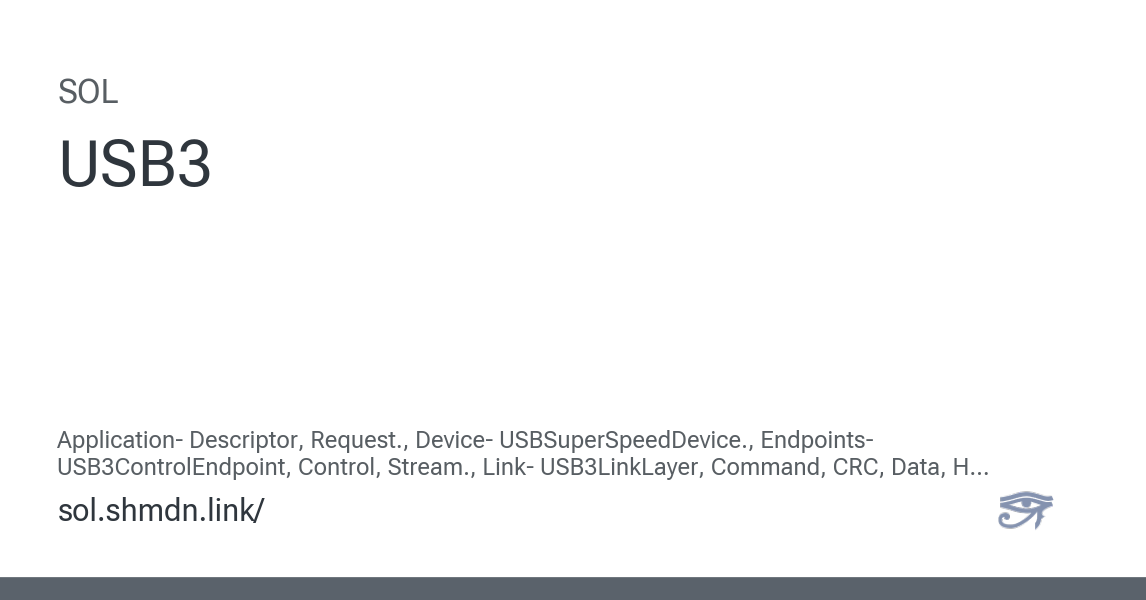 SOL
USB3
Application- Descriptor, Request., Device- USBSuperSpeedDevice., Endpoints-
USB3ControlEndpoint, Control, Stream., Link- USB3LinkLayer, Command, CRC, Data, H...
sol.shmdn.link/